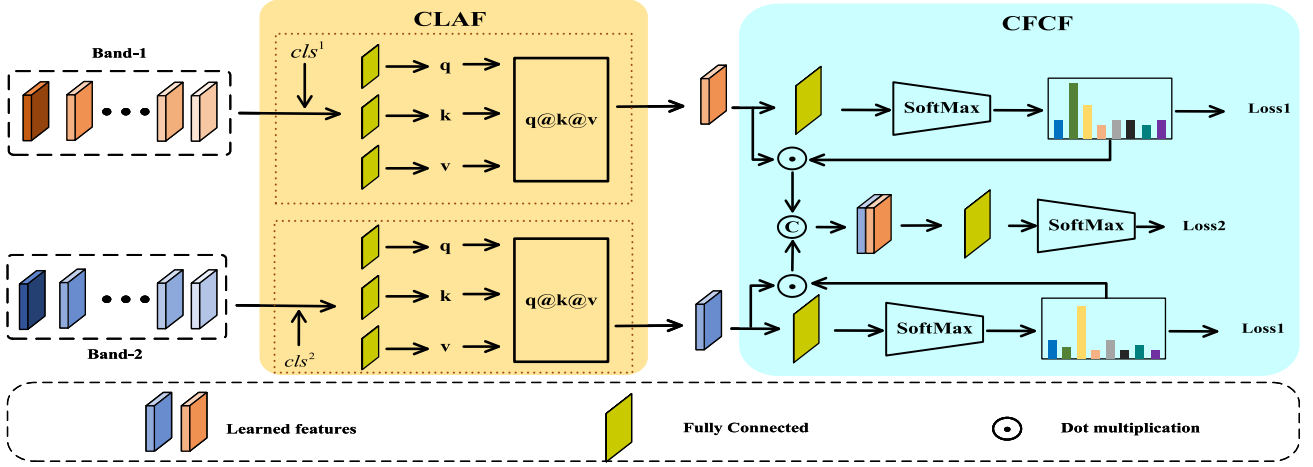 CLAF
CFCF
Band-1
cls¹
q
k
v
q@k@v
SoftMax
Loss1
C
SoftMax
Loss2
Band-2
cls²
q
k
v
q@k@v
SoftMax
Loss1
Learned features
Fully Connected
Dot multiplication